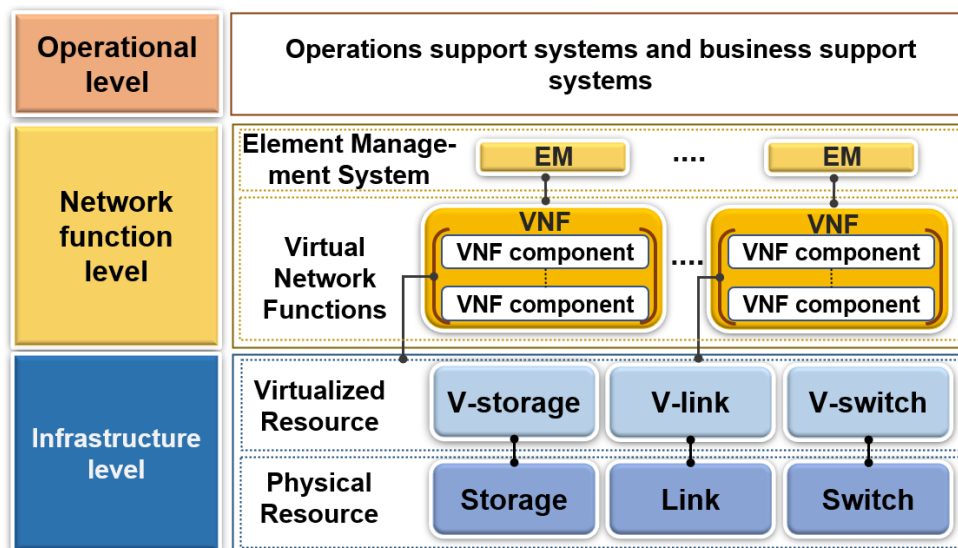 Operational
level
Operations support systems and business support
systems
Network
function
level
Element Manage-
ment System
EM
....
EM
Virtual
Network
Functions
VNF
VNF component
VNF component
....
VNF
VNF component
VNF component
Infrastructure
level
Virtualized
Resource
V-storage
V-link
V-switch
Physical
Resource
Storage
Link
Switch